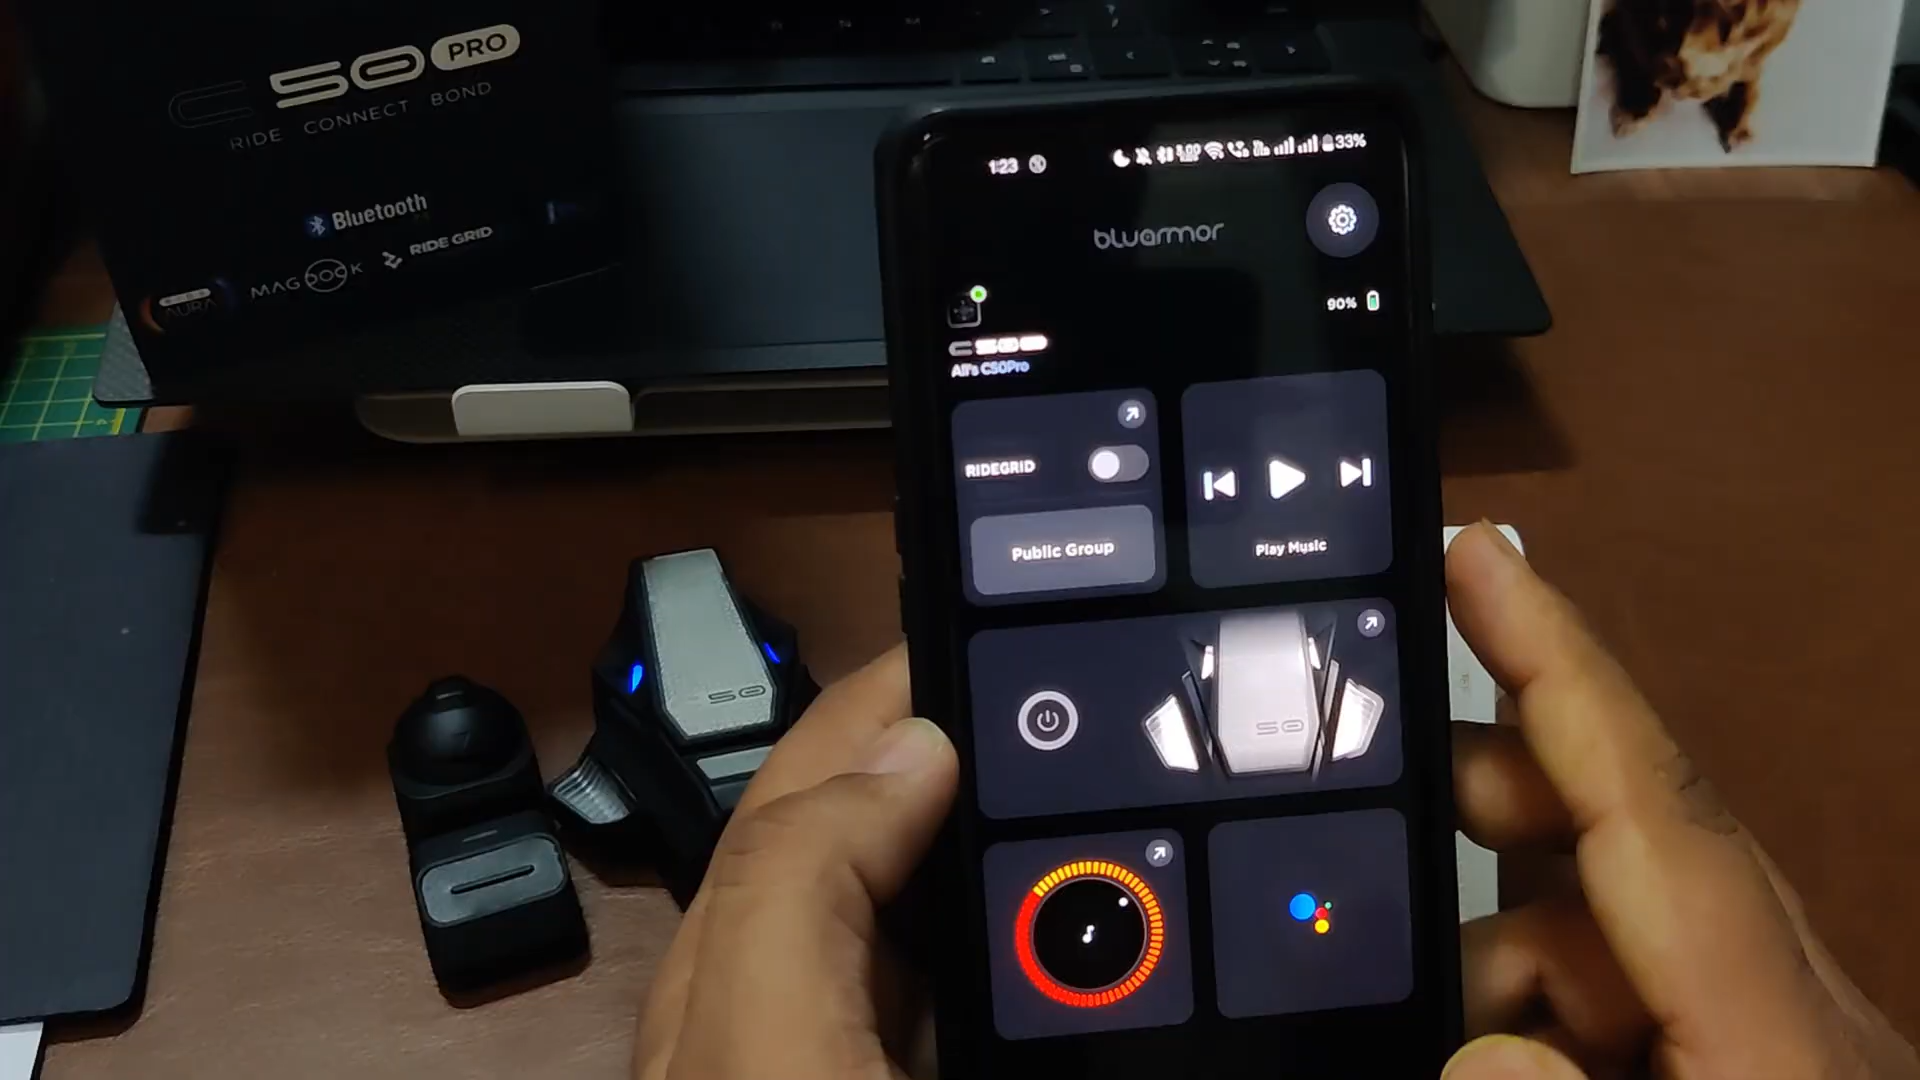 C50 PRO
RIDE CONNECT BOND
Bluetooth
MAG DOCK
RIDE GRID
AURA
1:23
33%
bluarmor
90%
Ali's C50Pro
RIDEGRID
Public Group
Play Music
50
50